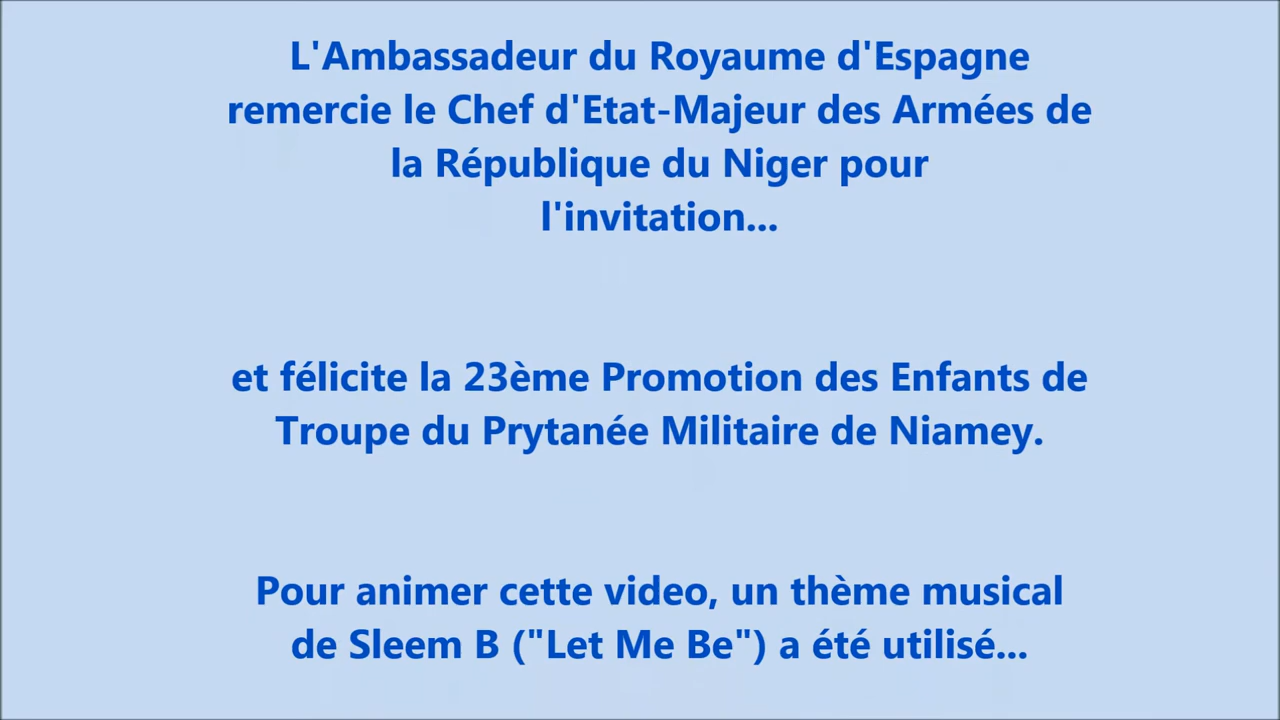 L'Ambassadeur du Royaume d'Espagne
remercie le Chef d'Etat-Majeur des Armées de
la République du Niger pour
l'invitation...
et félicite la 23ème Promotion des Enfants de
Troupe du Prytanée Militaire de Niamey.
Pour animer cette video, un thème musical
de Sleem B ("Let Me Be") a été utilisé...